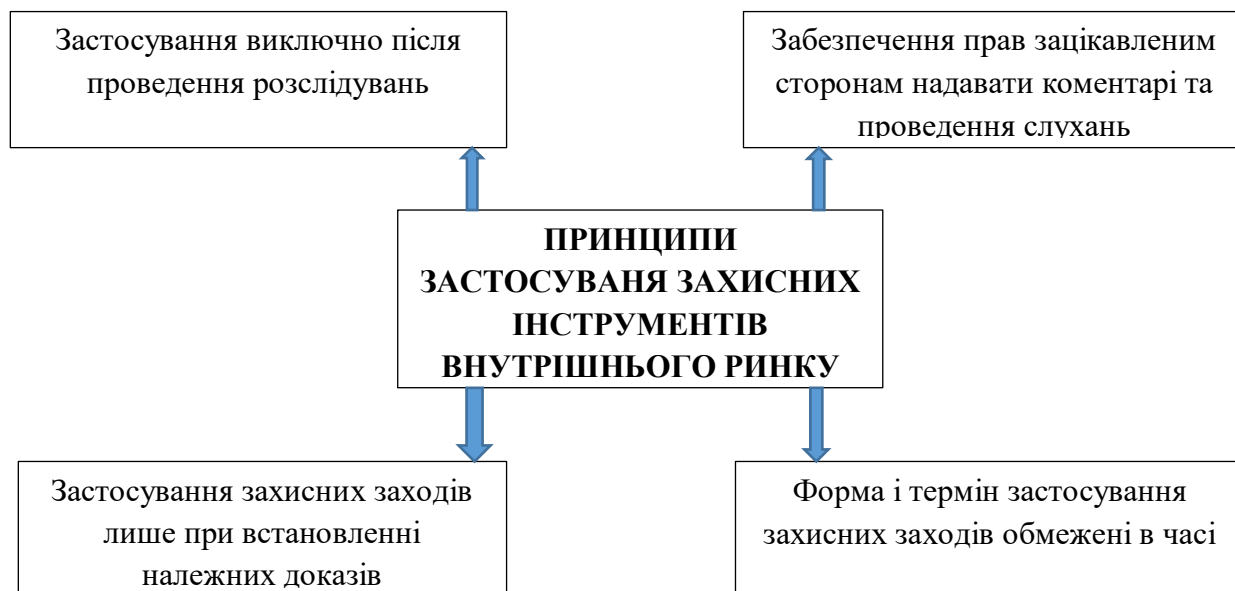 Застосування виключно після
проведення розслідувань
Забезпечення прав зацікавленим
сторонам надавати коментарі та
проведення слухань
ПРИНЦИПИ
ЗАСТОСУВАНЯ ЗАХИСНИХ
ІНСТРУМЕНТІВ
ВНУТРІШНЬОГО РИНКУ
Застосування захисних заходів
лише при встановленні
належних доказів
Форма і термін застосування
захисних заходів обмежені в часі